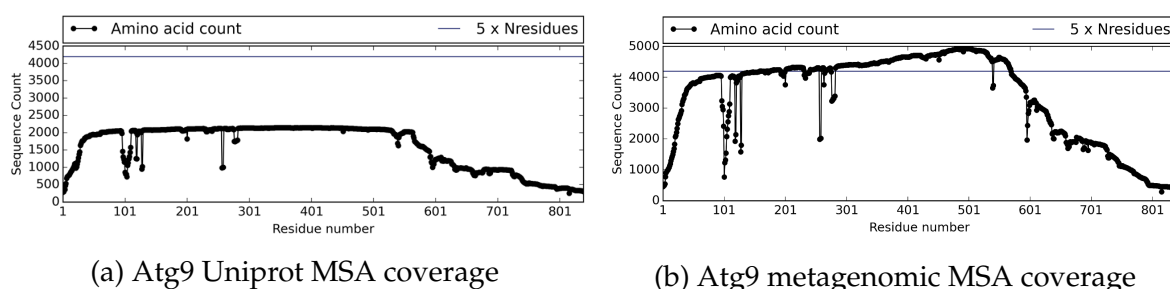 Amino acid count
5 x Nresidues
4500
4000
3500
3000
2500
2000
1500
1000
500
0
Sequence Count
1 101 201 301 401 501 601 701 801
Residue number
(a) Atg9 Uniprot MSA coverage
Amino acid count
5 x Nresidues
5000
4000
3000
2000
1000
0
Sequence Count
1 101 201 301 401 501 601 701 801
Residue number
(b) Atg9 metagenomic MSA coverage